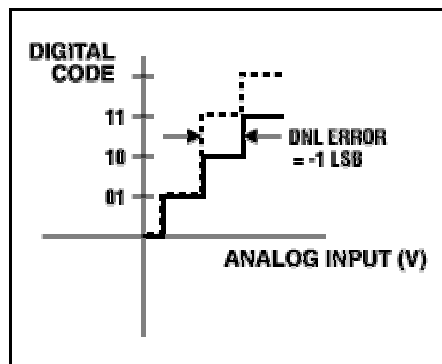 DIGITAL
CODE
11
10
01
DNL ERROR
= -1 LSB
ANALOG INPUT (V)